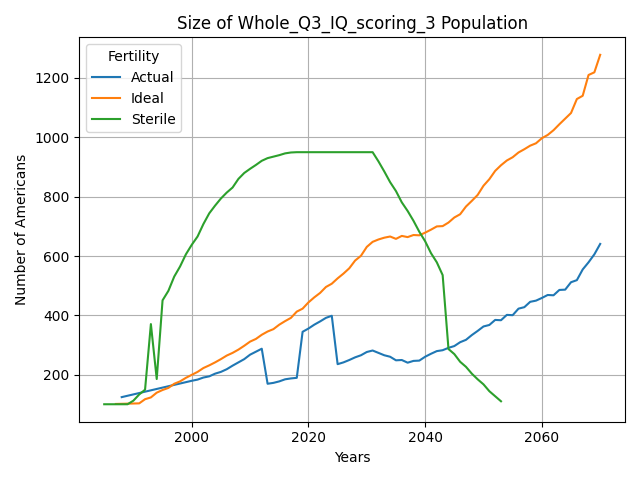 Size of Whole_Q3_IQ_scoring_3 Population
Fertility
Actual
Ideal
Sterile
Number of Americans
1200
1000
800
600
400
200
2000
2020
2040
2060
Years